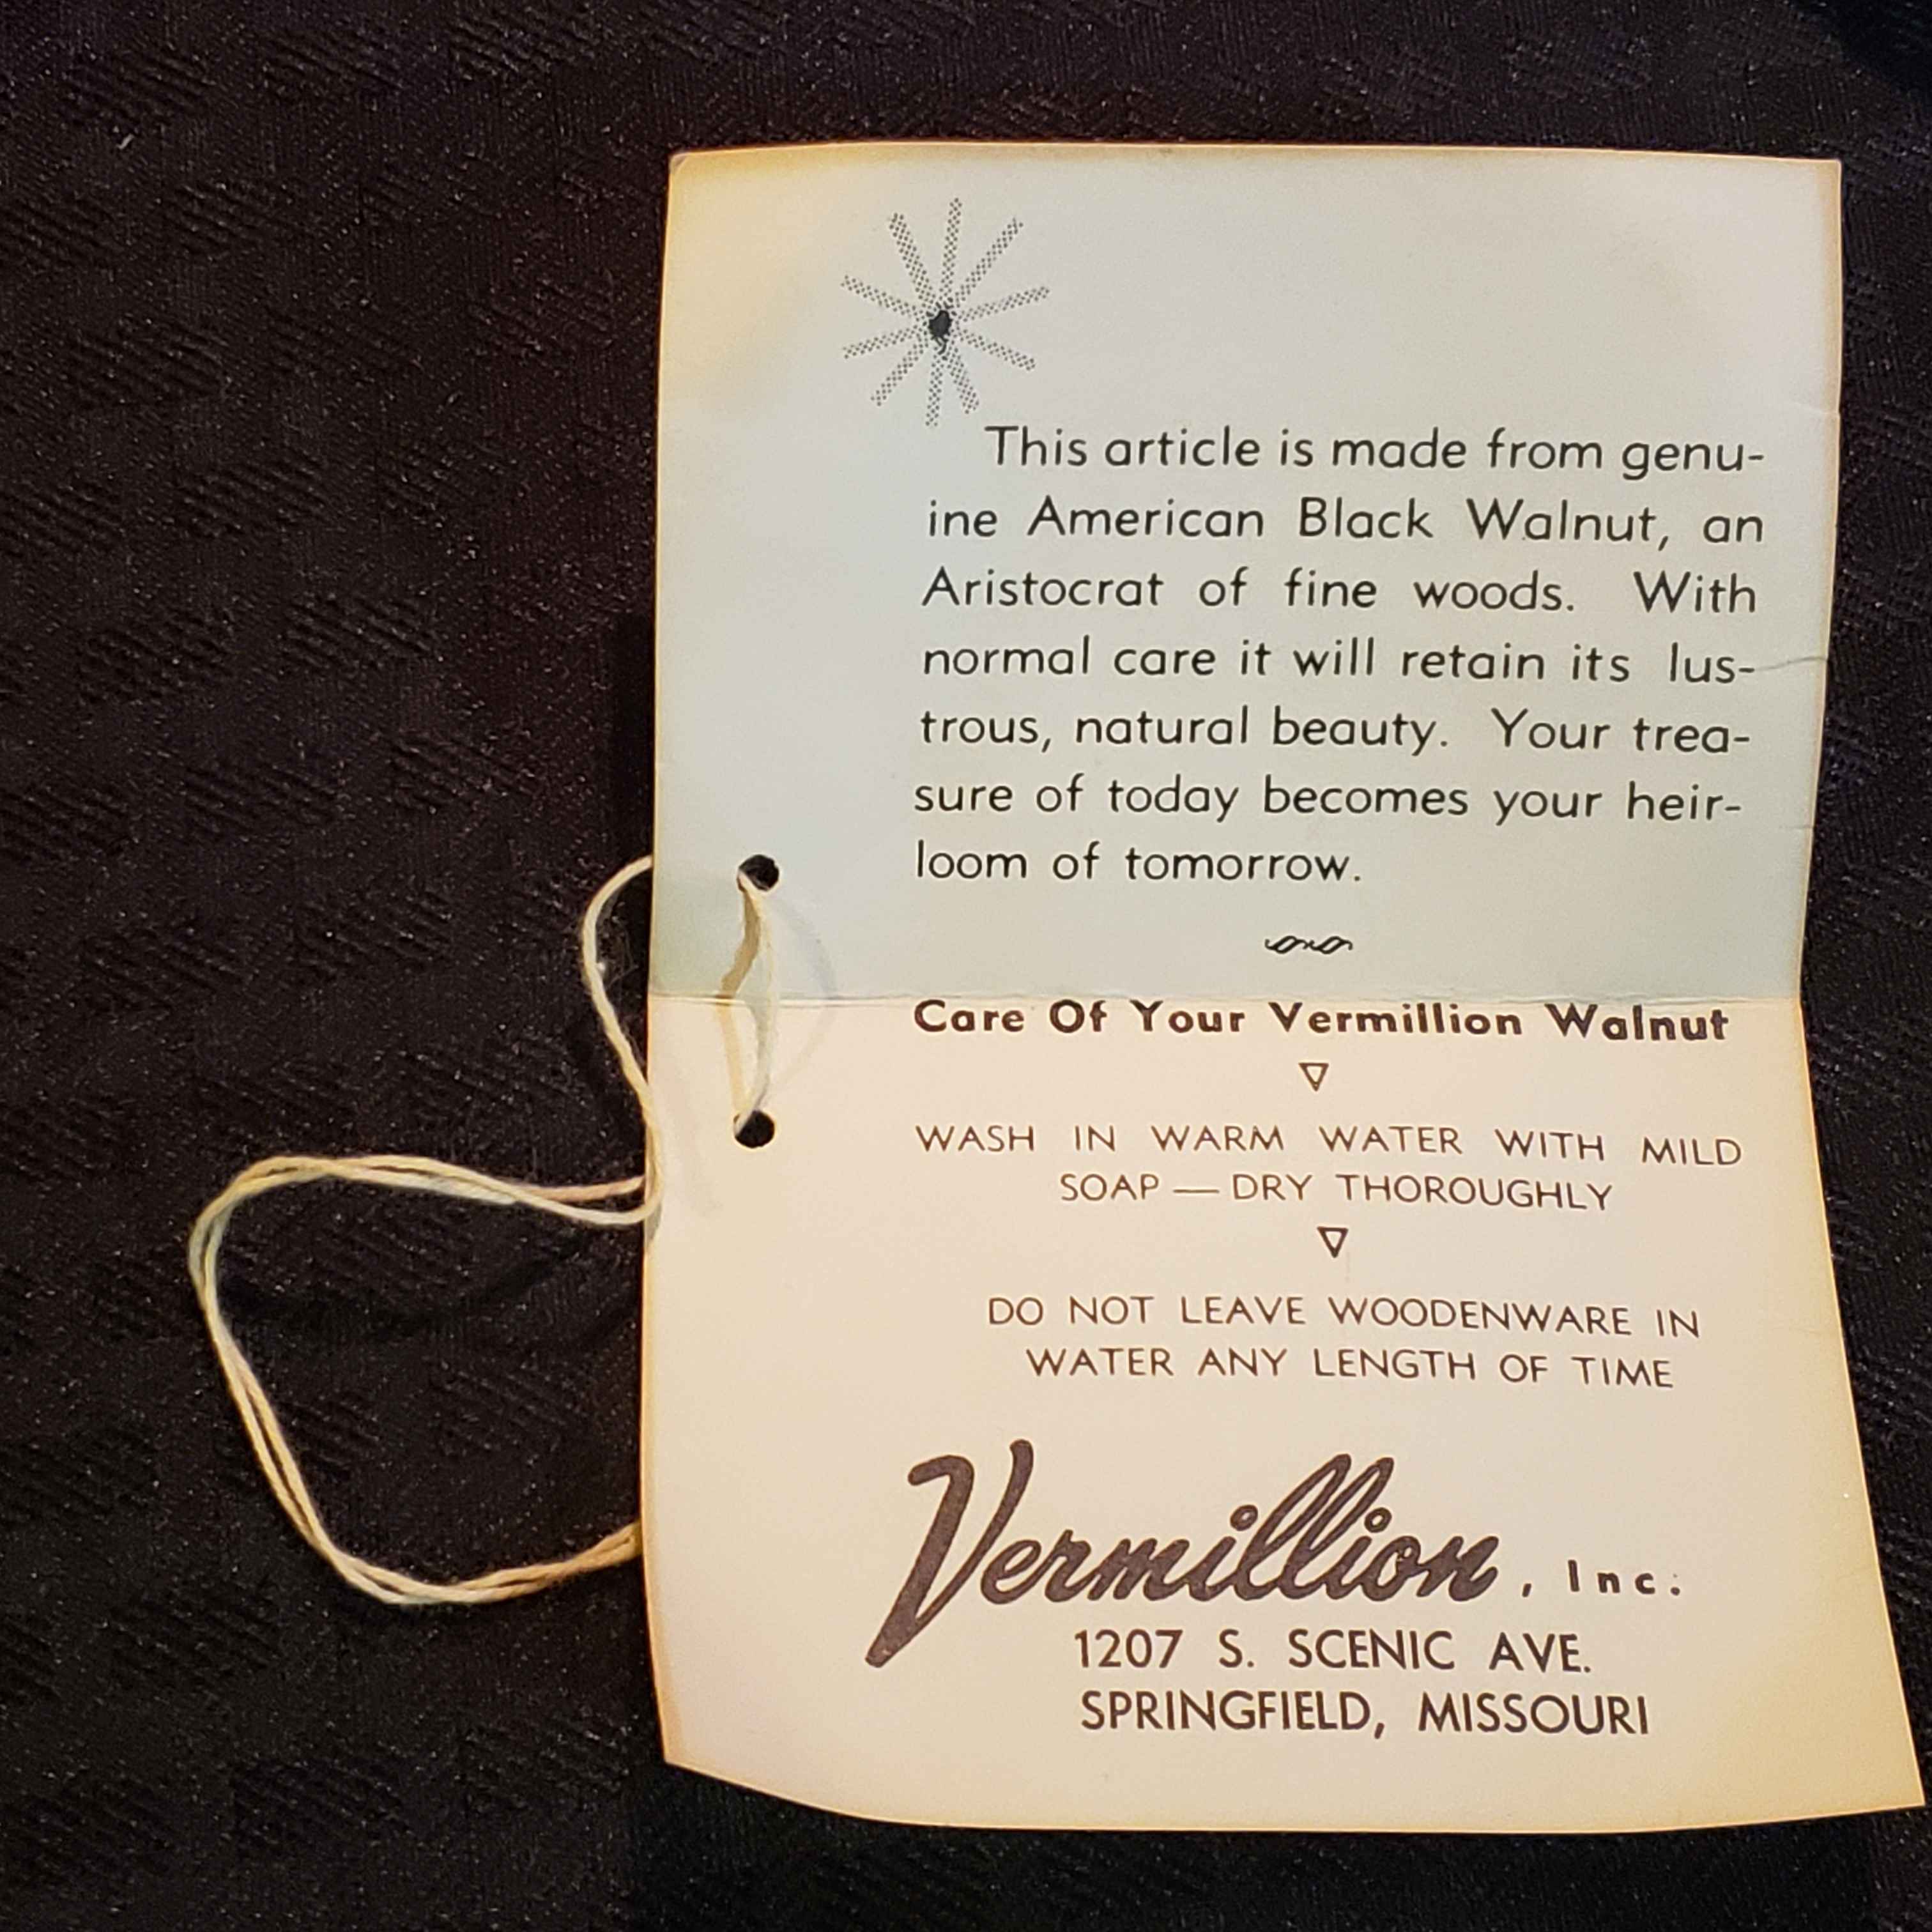 This article is made from genu-
ine American Black Walnut, an
Aristocrat of fine woods. With
normal care it will retain its lus-
trous, natural beauty. Your trea-
sure of today becomes your heir-
loom of tomorrow.
Care Of Your Vermillion Walnut
WASH IN WARM WATER WITH MILD
SOAP — DRY THOROUGHLY
DO NOT LEAVE WOODENWARE IN
WATER ANY LENGTH OF TIME
Vermillion, Inc.
1207 S. SCENIC AVE.
SPRINGFIELD, MISSOURI